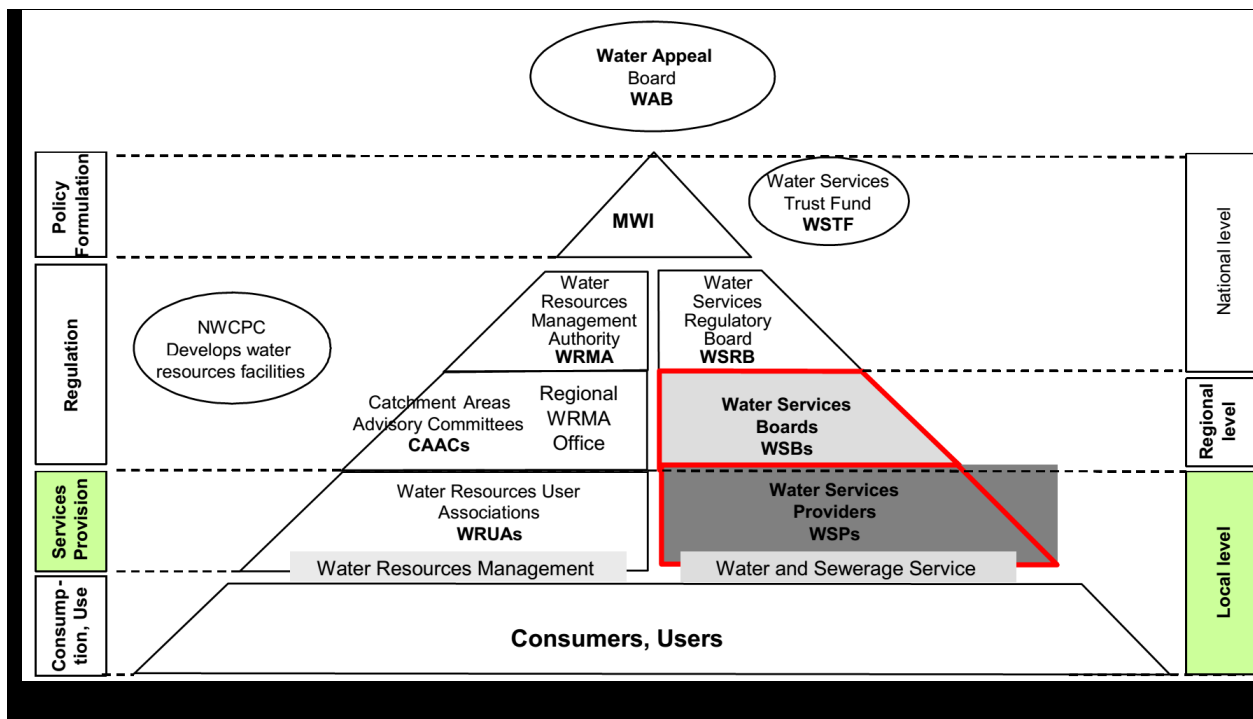 Water Appeal
Board
WAB
Policy
Formulation
MWI
Water Services
Trust Fund
WSTF
National level
Regulation
NWCPC
Develops water
resources facilities
Water
Resources
Management
Authority
WRMA
Water
Services
Regulatory
Board
WSRB
Catchment Areas
Advisory Committees
CAACs
Regional
WRMA
Office
Water Services
Boards
WSBs
Regional
level
Services
Provision
Water Resources User
Associations
WRUAs
Water Services
Providers
WSPs
Water Resources Management
Water and Sewerage Service
Local level
Consump-
tion, Use
Consumers, Users